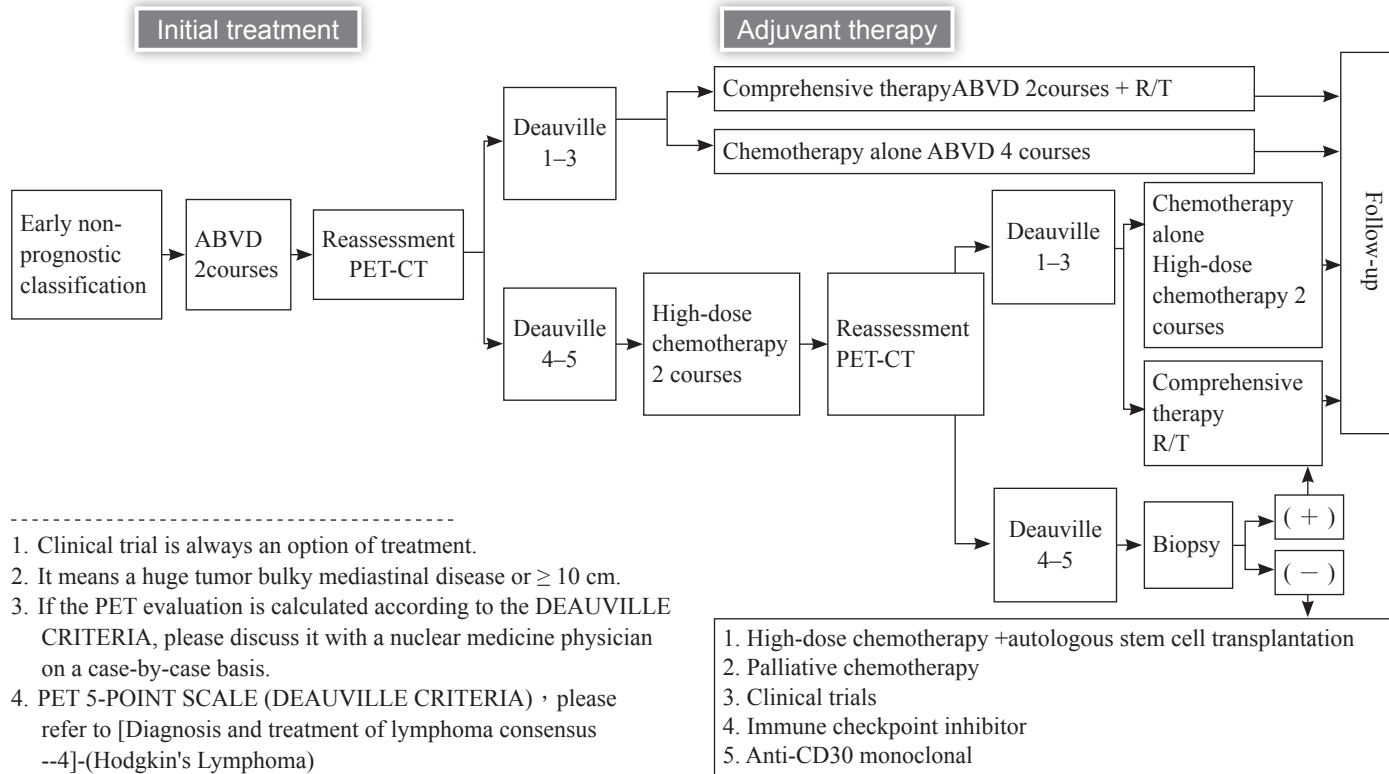 Initial treatment
Adjuvant therapy
Early non-
prognostic
classification
ABVD
2courses
Reassessment
PET-CT
Deauville
1–3
Comprehensive therapyABVD 2courses + R/T
Chemotherapy alone ABVD 4 courses
Deauville
4–5
High-dose
chemotherapy
2 courses
Reassessment
PET-CT
Deauville
1–3
Chemotherapy
alone
High-dose
chemotherapy 2
courses
Comprehensive
therapy
R/T
Follow-up
Deauville
4–5
Biopsy
( + )
( − )
1. High-dose chemotherapy +autologous stem cell transplantation
2. Palliative chemotherapy
3. Clinical trials
4. Immune checkpoint inhibitor
5. Anti-CD30 monoclonal
1. Clinical trial is always an option of treatment.
2. It means a huge tumor bulky mediastinal disease or ≥ 10 cm.
3. If the PET evaluation is calculated according to the DEAUVILLE
CRITERIA, please discuss it with a nuclear medicine physician
on a case-by-case basis.
4. PET 5-POINT SCALE (DEAUVILLE CRITERIA)，please
refer to [Diagnosis and treatment of lymphoma consensus
--4]-(Hodgkin's Lymphoma)